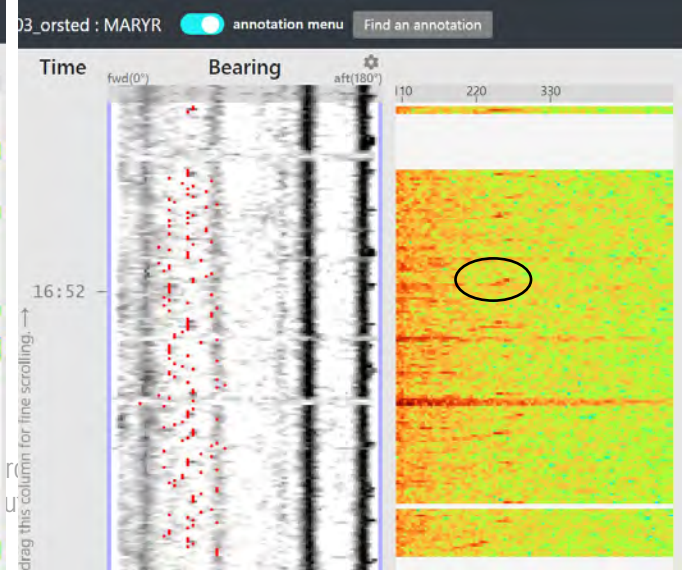 03_orsted : MARYR annotation menu Find an annotation
Time Bearing
fwd(0°) aft(180°)
110 220 330
16:52
drag this column for fine scrolling. →